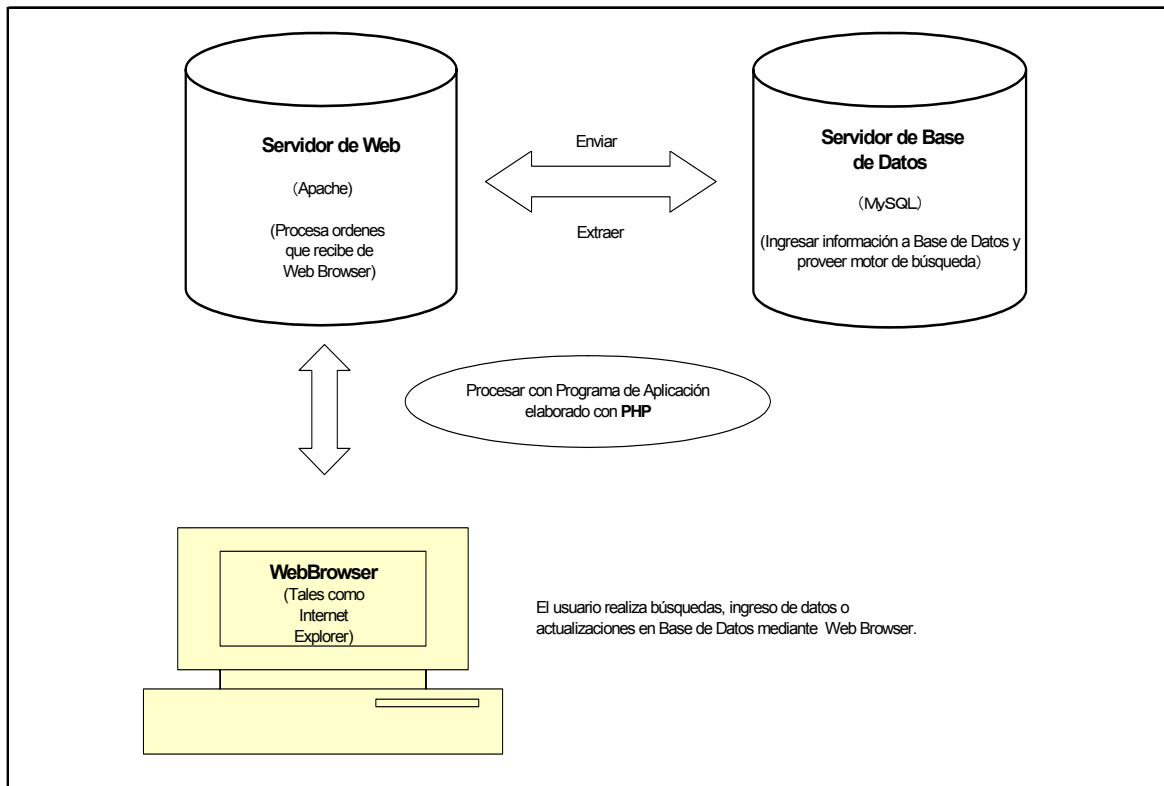 Servidor de Web
(Apache)
(Procesa ordenes
que recibe de
Web Browser)
Enviar
Extraer
Servidor de Base
de Datos
(MySQL)
(Ingresar información a Base de Datos y
proveer motor de búsqueda)
Procesar con Programa de Aplicación
elaborado con PHP
WebBrowser
(Tales como
Internet
Explorer)
El usuario realiza búsquedas, ingreso de datos o
actualizaciones en Base de Datos mediante Web Browser.